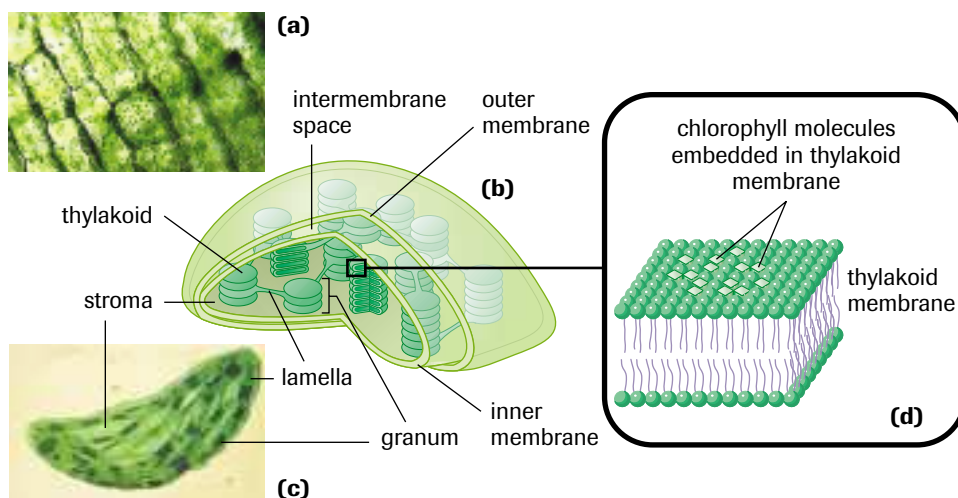 (a)
intermembrane
space
outer
membrane
chlorophyll molecules
embedded in thylakoid
membrane
(b)
thylakoid
stroma
thylakoid
membrane
lamella
granum
inner
membrane
(d)
(c)